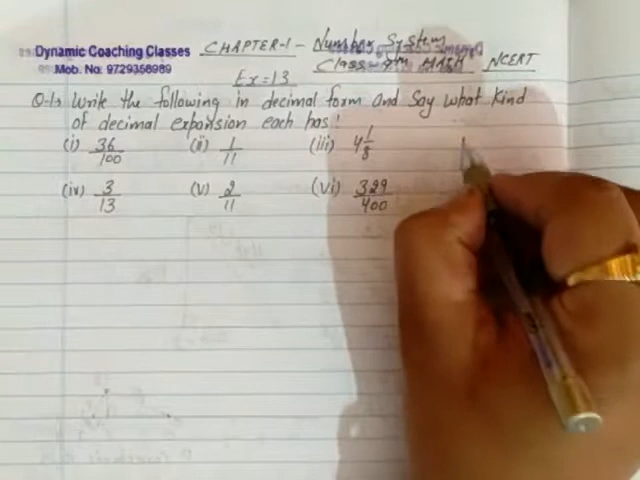 Dynamic Coaching Classes CHAPTER-1 - Number System
Mob. No: 9729356989 Class - 9th MATH NCERT
Ex = 1.3
Q-1:> Write the following in decimal form and Say what kind
of decimal expansion each has!
(i) 36/100 (ii) 1/11 (iii) 4 1/8
(iv) 3/13 (v) 2/11 (vi) 329/400